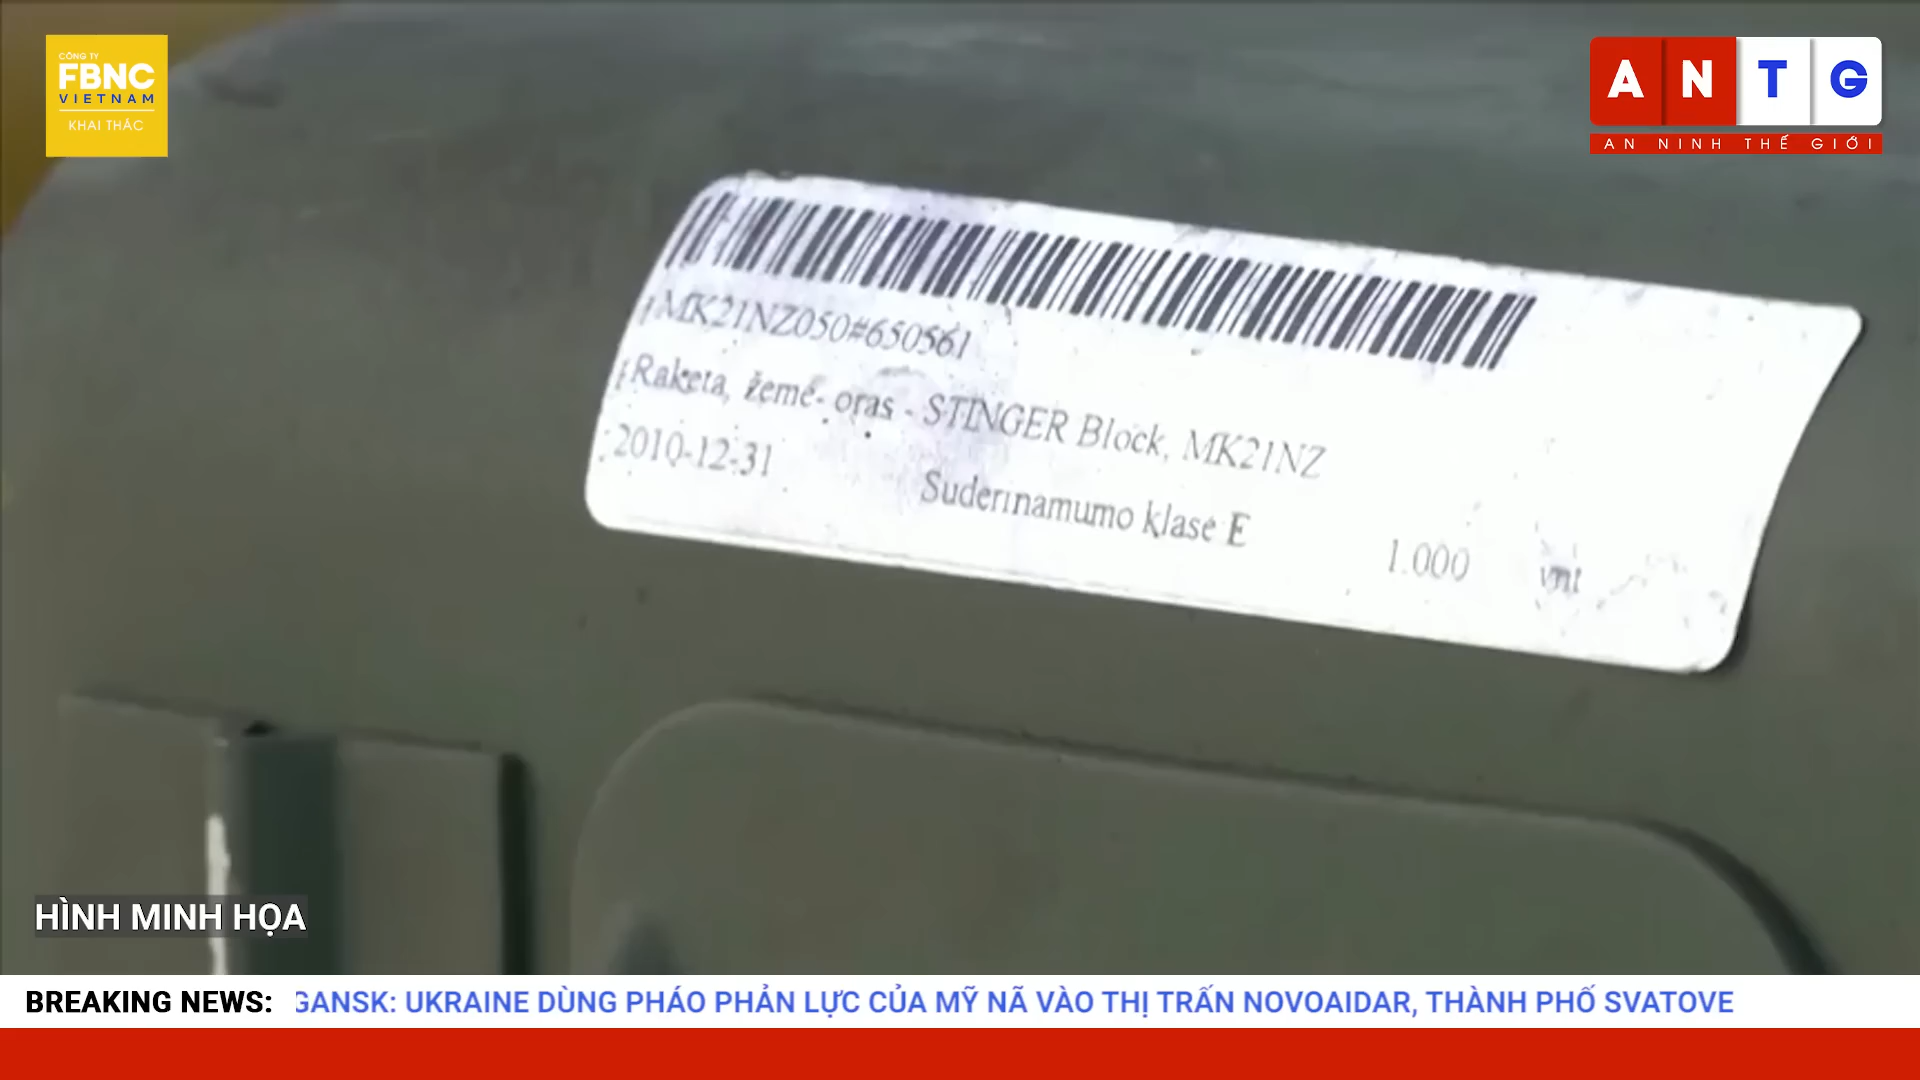 CÔNG TY
FBNC
VIETNAM
KHAI THÁC
ANTG
AN NINH THẾ GIỚI
MK21NZ050#650561
Raketa, žemė- oras - STINGER Block, MK21NZ
2010-12-31
Suderinamumo klasė E
1.000 vnt
HÌNH MINH HỌA
BREAKING NEWS: GANSK: UKRAINE DÙNG PHÁO PHẢN LỰC CỦA MỸ NÃ VÀO THỊ TRẤN NOVOAIDAR, THÀNH PHỐ SVATOVE